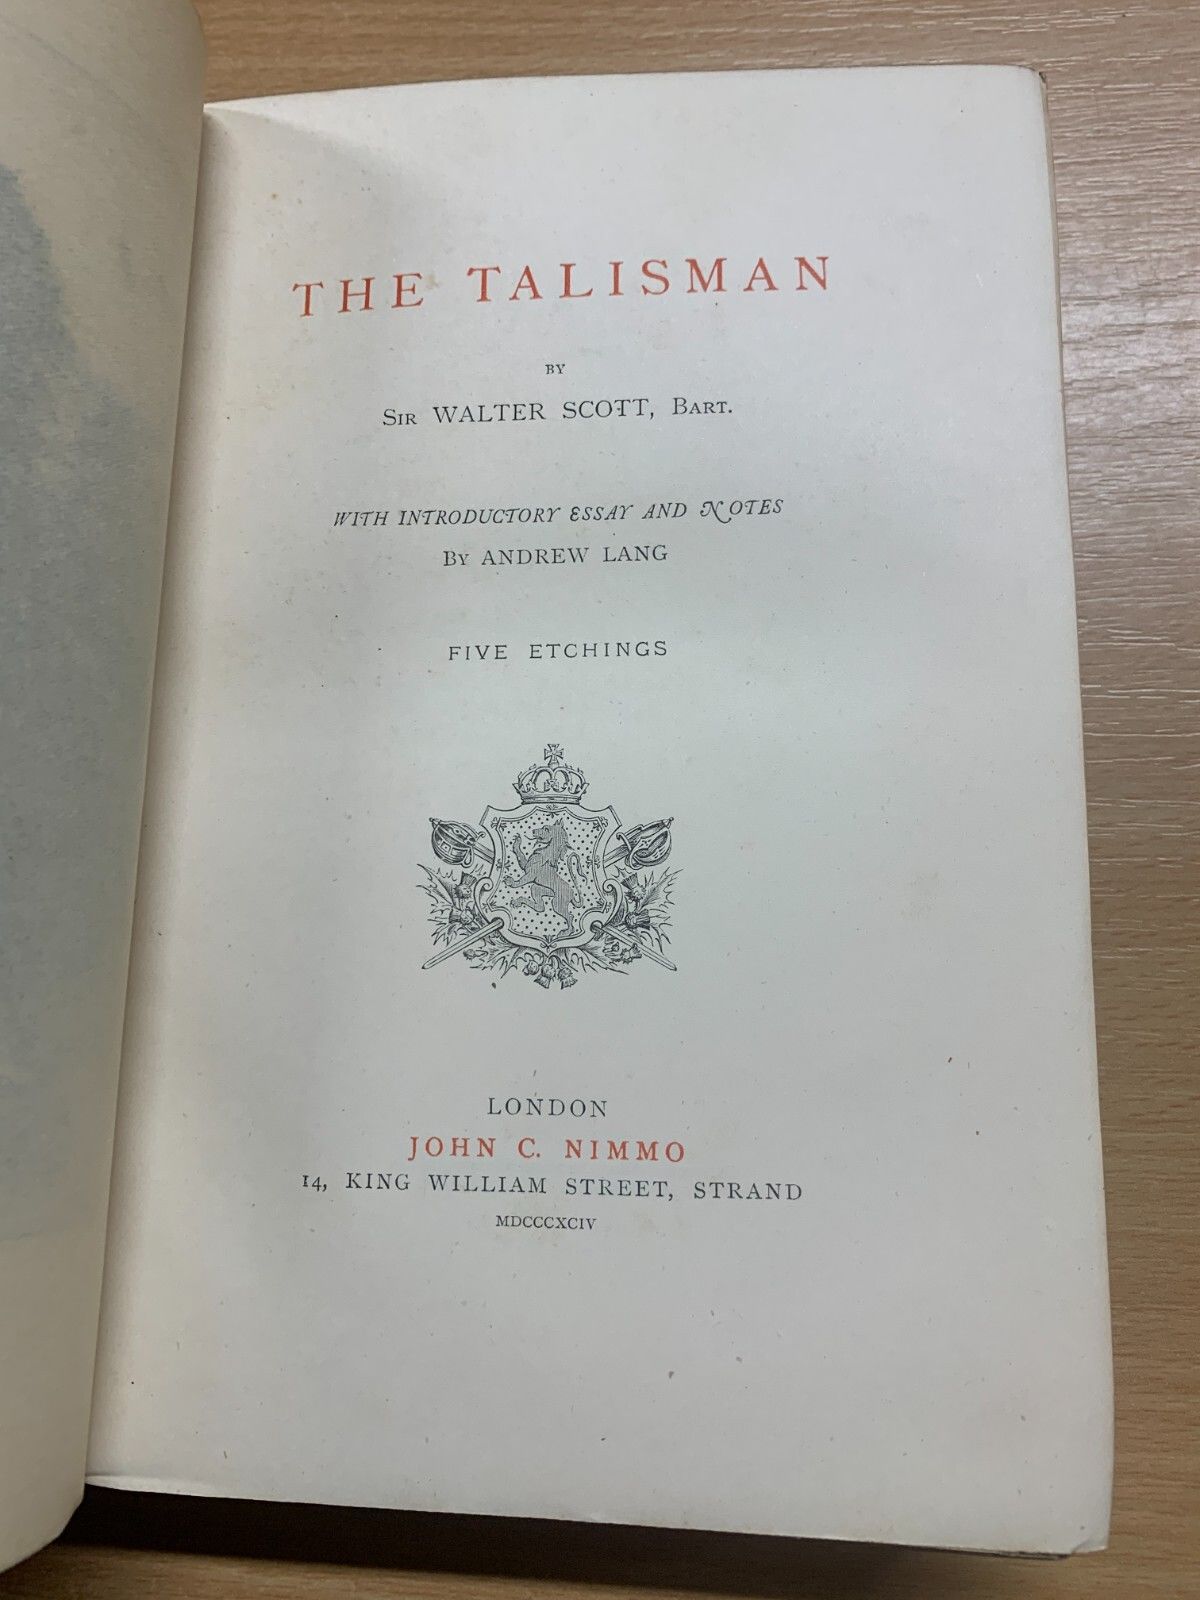 THE TALISMAN
BY
SIR WALTER SCOTT, BART.
WITH INTRODUCTORY ESSAY AND NOTES
BY ANDREW LANG
FIVE ETCHINGS
LONDON
JOHN C. NIMMO
14, KING WILLIAM STREET, STRAND
MDCCCXCIV